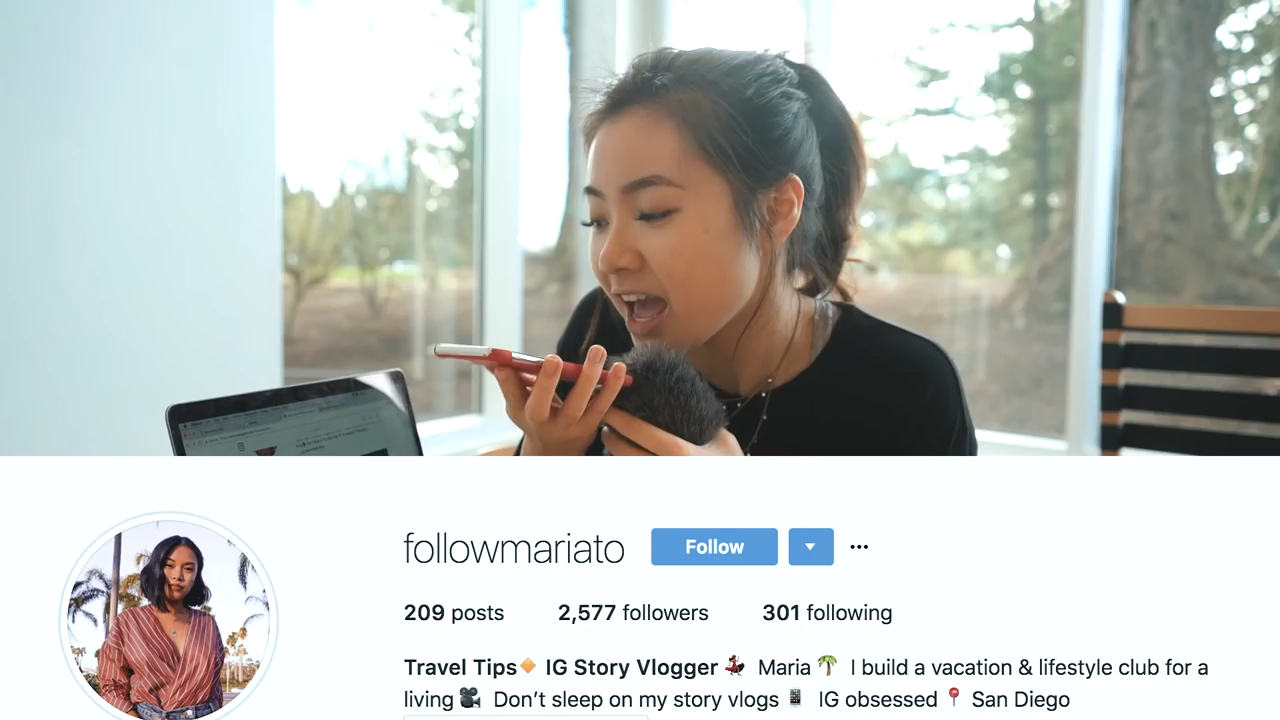 followmariato Follow
209 posts 2,577 followers 301 following
Travel Tips🔸 IG Story Vlogger 💃 Maria🌴 I build a vacation & lifestyle club for a
living🎥 Don’t sleep on my story vlogs 📱 IG obsessed 📍 San Diego